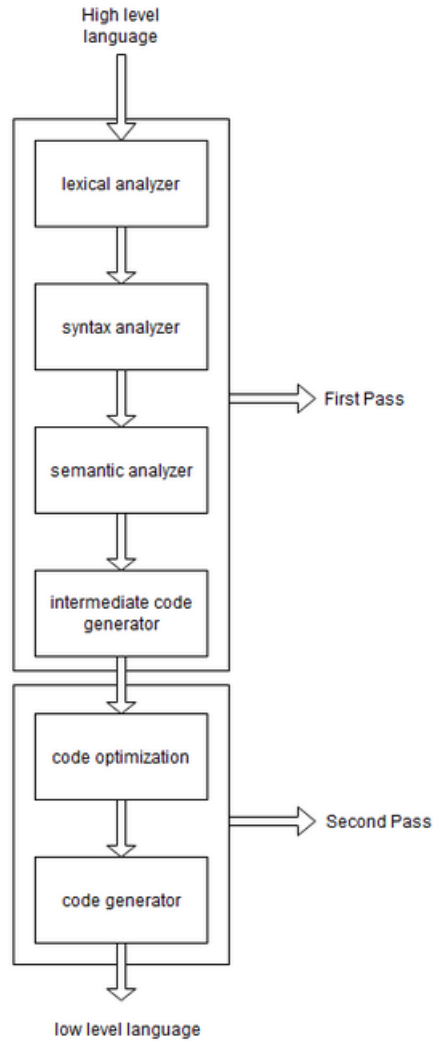 High level
language
lexical analyzer
syntax analyzer
First Pass
semantic analyzer
intermediate code
generator
code optimization
Second Pass
code generator
low level language